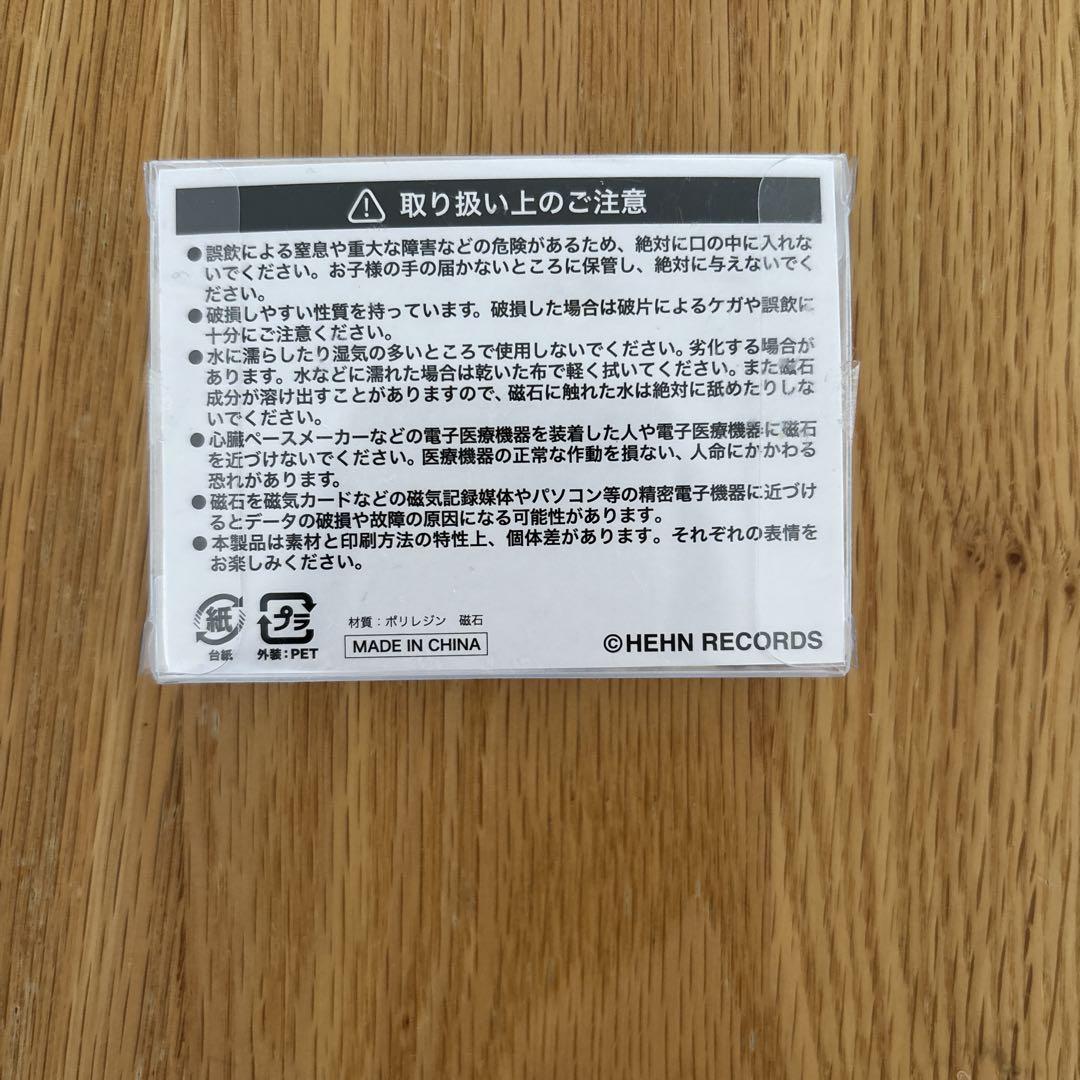 取り扱い上のご注意
●誤飲による窒息や重大な障害などの危険があるため、絶対に口の中に入れな
いでください。お子様の手の届かないところに保管し、絶対に与えないでく
ださい。
●破損しやすい性質を持っています。破損した場合は破片によるケガや誤飲に
十分にご注意ください。
●水に濡らしたり湿気の多いところで使用しないでください。劣化する場合が
あります。水などに濡れた場合は乾いた布で軽く拭いてください。また磁石
成分が溶け出すことがありますので、磁石に触れた水は絶対に舐めたりしな
いでください。
●心臓ペースメーカーなどの電子医療機器を装着した人や電子医療機器に磁石
を近づけないでください。医療機器の正常な作動を損ない、人命にかかわる
恐れがあります。
●磁石を磁気カードなどの磁気記録媒体やパソコン等の精密電子機器に近づけ
るとデータの破損や故障の原因になる可能性があります。
●本製品は素材と印刷方法の特性上、個体差があります。それぞれの表情を
お楽しみください。
紙
台紙
プラ
外装:PET
材質:ポリレジン 磁石
MADE IN CHINA
©HEHN RECORDS